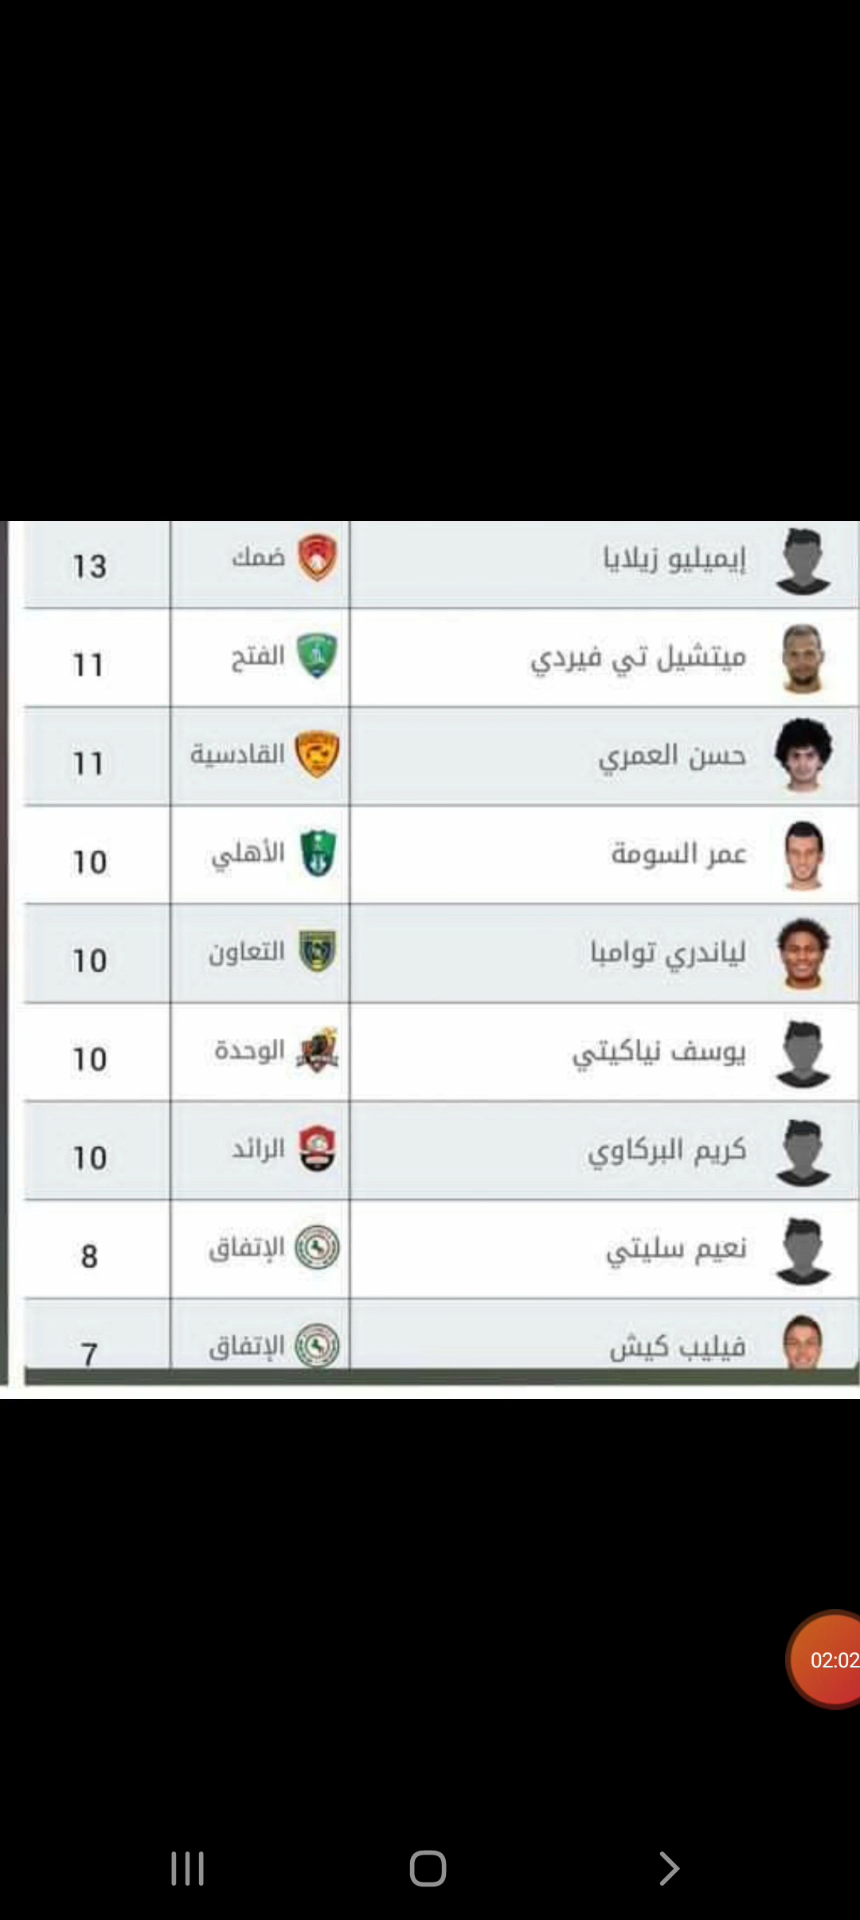 إيميليو زيلايا ضمك 13
ميتشيل تي فيردي الفتح 11
حسن العمري القادسية 11
عمر السومة الأهلي 10
لياندري توامبا التعاون 10
يوسف نياكيتي الوحدة 10
كريم البركاوي الرائد 10
نعيم سليتي الإتفاق 8
فيليب كيش الإتفاق 7
02:02